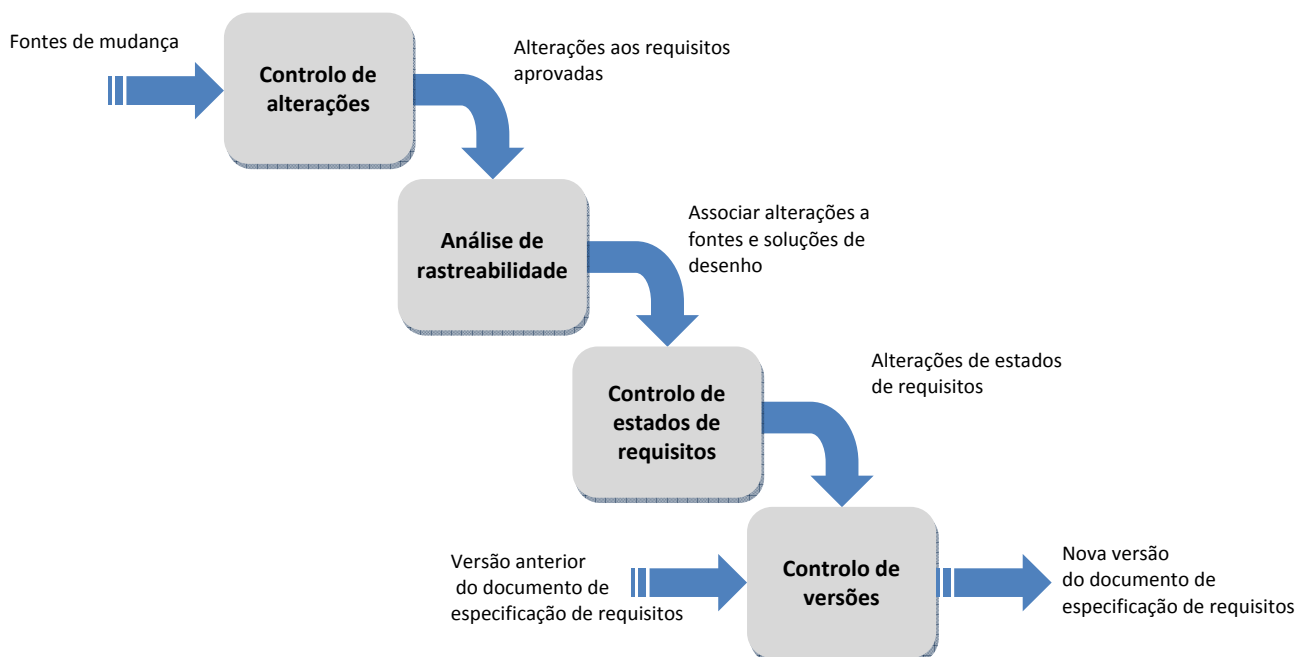 Fontes de mudança
Controlo de
alterações
Alterações aos requisitos
aprovadas
Análise de
rastreabilidade
Associar alterações a
fontes e soluções de
desenho
Controlo de
estados de
requisitos
Alterações de estados
de requisitos
Versão anterior
do documento de
especificação de requisitos
Controlo de
versões
Nova versão
do documento de
especificação de requisitos